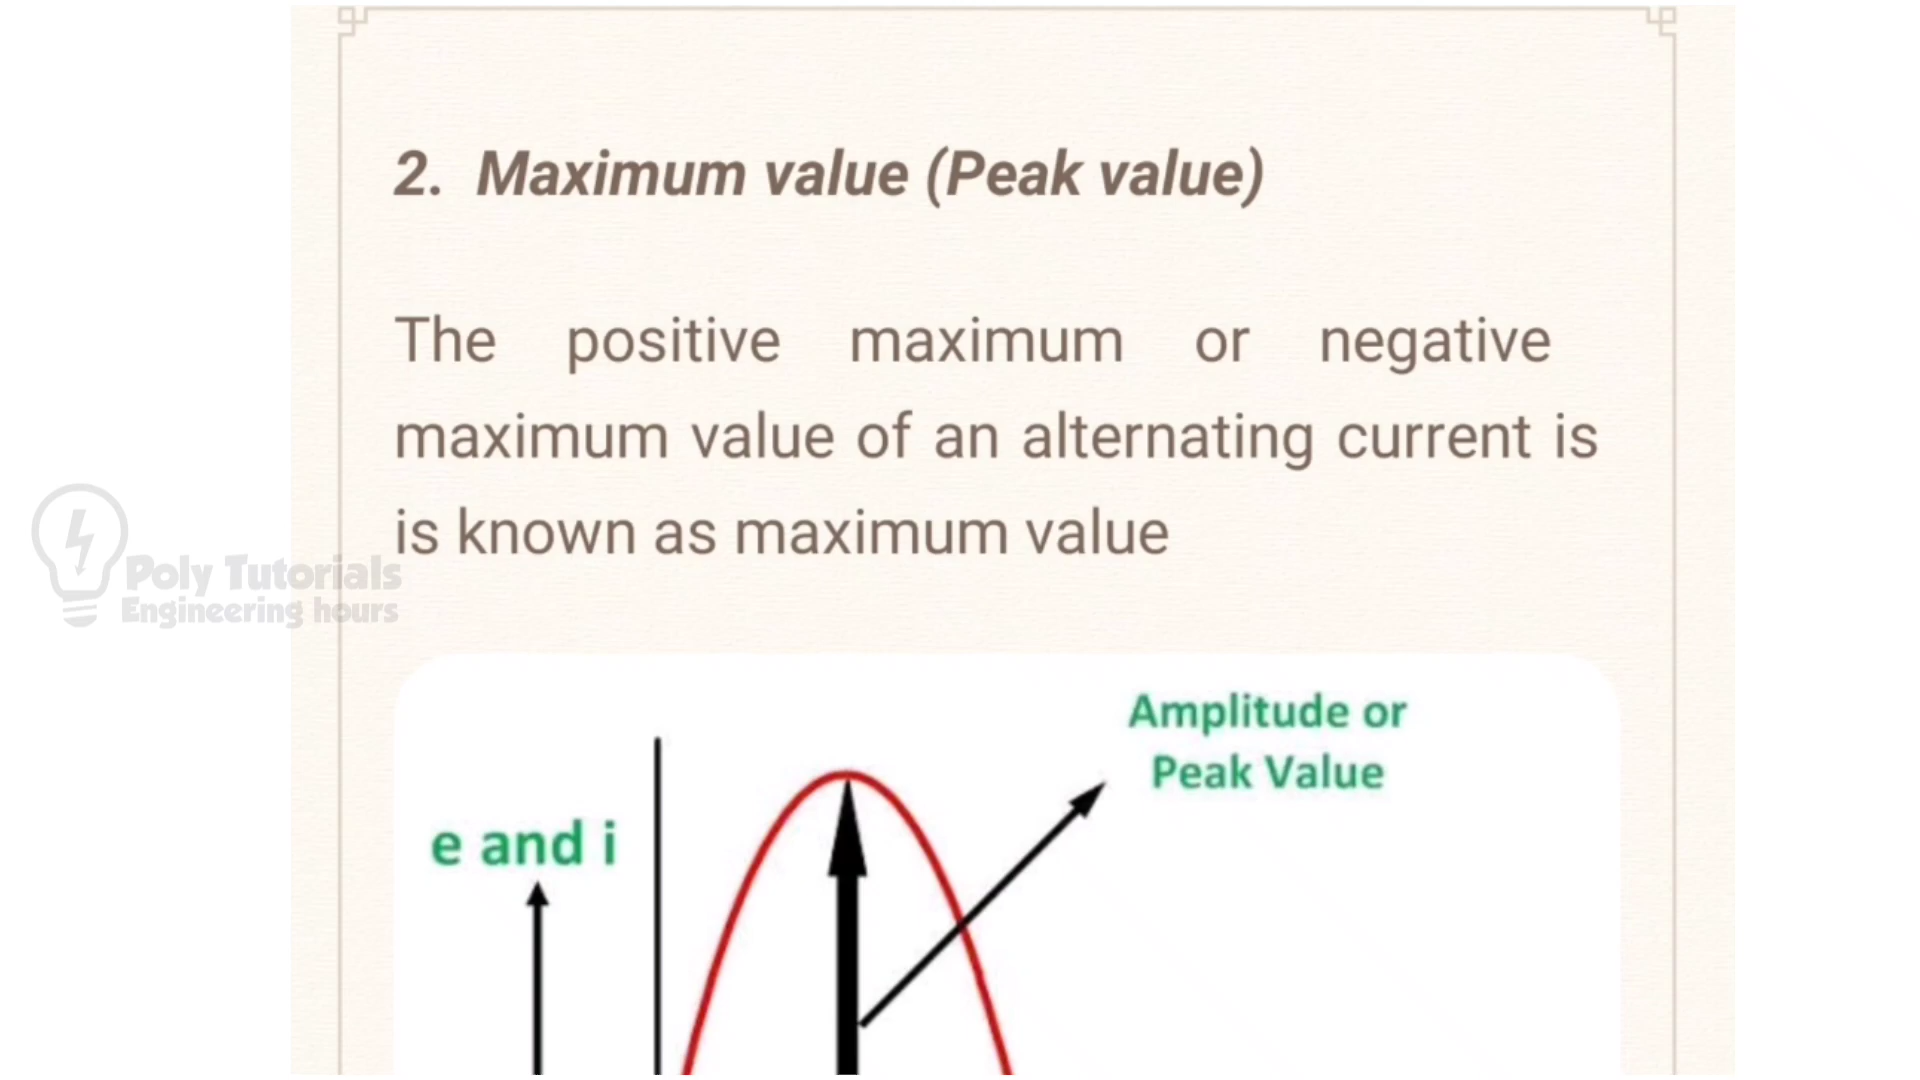 2. Maximum value (Peak value)
The positive maximum or negative
maximum value of an alternating current is
is known as maximum value
Poly Tutorials
Engineering hours
Amplitude or
Peak Value
e and i